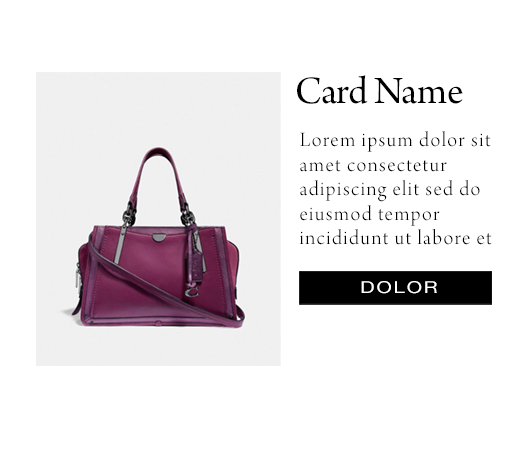 Card Name
Lorem ipsum dolor sit
amet consectetur
adipiscing elit sed do
eiusmod tempor
incididunt ut labore et
DOLOR